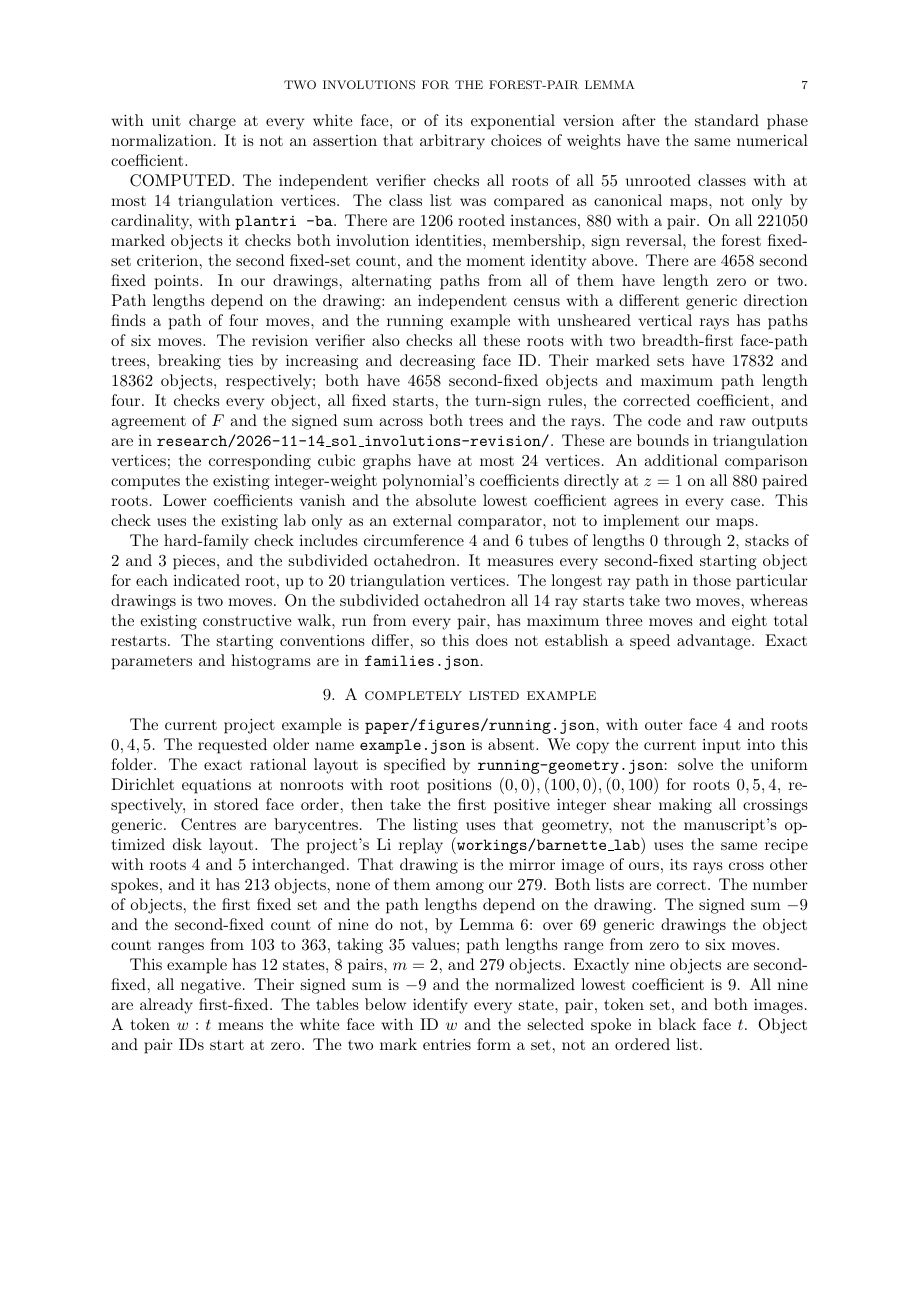 TWO INVOLUTIONS FOR THE FOREST-PAIR LEMMA 7
with unit charge at every white face, or of its exponential version after the standard phase
normalization. It is not an assertion that arbitrary choices of weights have the same numerical
coefficient.
COMPUTED. The independent verifier checks all roots of all 55 unrooted classes with at
most 14 triangulation vertices. The class list was compared as canonical maps, not only by
cardinality, with plantri -ba. There are 1206 rooted instances, 880 with a pair. On all 221050
marked objects it checks both involution identities, membership, sign reversal, the forest fixed-
set criterion, the second fixed-set count, and the moment identity above. There are 4658 second
fixed points. In our drawings, alternating paths from all of them have length zero or two.
Path lengths depend on the drawing: an independent census with a different generic direction
finds a path of four moves, and the running example with unsheared vertical rays has paths
of six moves. The revision verifier also checks all these roots with two breadth-first face-path
trees, breaking ties by increasing and decreasing face ID. Their marked sets have 17832 and
18362 objects, respectively; both have 4658 second-fixed objects and maximum path length
four. It checks every object, all fixed starts, the turn-sign rules, the corrected coefficient, and
agreement of F and the signed sum across both trees and the rays. The code and raw outputs
are in research/2026-11-14_sol_involutions-revision/. These are bounds in triangulation
vertices; the corresponding cubic graphs have at most 24 vertices. An additional comparison
computes the existing integer-weight polynomial's coefficients directly at z = 1 on all 880 paired
roots. Lower coefficients vanish and the absolute lowest coefficient agrees in every case. This
check uses the existing lab only as an external comparator, not to implement our maps.
The hard-family check includes circumference 4 and 6 tubes of lengths 0 through 2, stacks of
2 and 3 pieces, and the subdivided octahedron. It measures every second-fixed starting object
for each indicated root, up to 20 triangulation vertices. The longest ray path in those particular
drawings is two moves. On the subdivided octahedron all 14 ray starts take two moves, whereas
the existing constructive walk, run from every pair, has maximum three moves and eight total
restarts. The starting conventions differ, so this does not establish a speed advantage. Exact
parameters and histograms are in families.json.
9. A COMPLETELY LISTED EXAMPLE
The current project example is paper/figures/running.json, with outer face 4 and roots
0, 4, 5. The requested older name example.json is absent. We copy the current input into this
folder. The exact rational layout is specified by running-geometry.json: solve the uniform
Dirichlet equations at nonroots with root positions (0, 0), (100, 0), (0, 100) for roots 0, 5, 4, re-
spectively, in stored face order, then take the first positive integer shear making all crossings
generic. Centres are barycentres. The listing uses that geometry, not the manuscript's op-
timized disk layout. The project's Li replay (workings/barnette_lab) uses the same recipe
with roots 4 and 5 interchanged. That drawing is the mirror image of ours, its rays cross other
spokes, and it has 213 objects, none of them among our 279. Both lists are correct. The number
of objects, the first fixed set and the path lengths depend on the drawing. The signed sum −9
and the second-fixed count of nine do not, by Lemma 6: over 69 generic drawings the object
count ranges from 103 to 363, taking 35 values; path lengths range from zero to six moves.
This example has 12 states, 8 pairs, m = 2, and 279 objects. Exactly nine objects are second-
fixed, all negative. Their signed sum is −9 and the normalized lowest coefficient is 9. All nine
are already first-fixed. The tables below identify every state, pair, token set, and both images.
A token w : t means the white face with ID w and the selected spoke in black face t. Object
and pair IDs start at zero. The two mark entries form a set, not an ordered list.